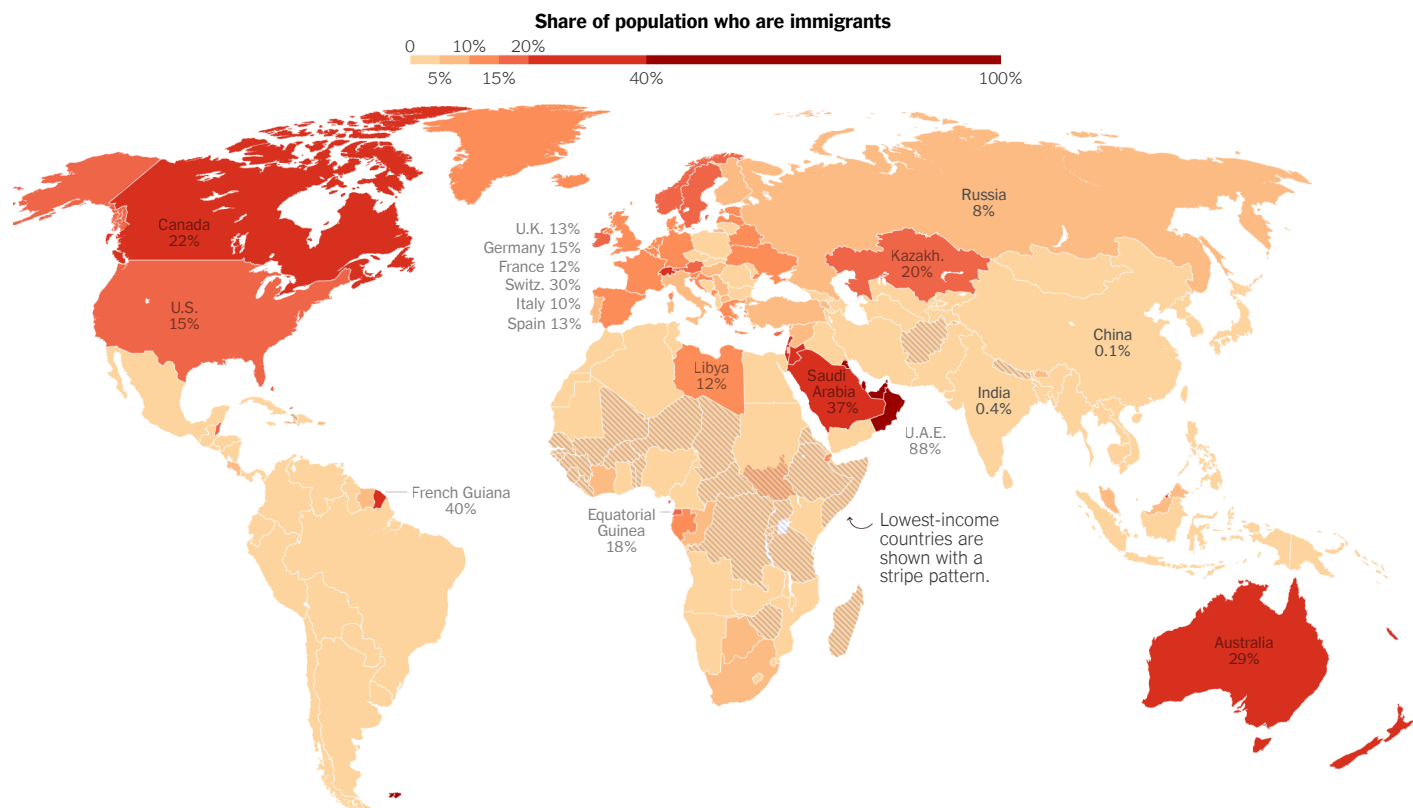 Share of population who are immigrants
0
10%
20%
5%
15%
40%
100%
Canada
22%
U.S.
15%
U.K. 13%
Germany 15%
France 12%
Switz. 30%
Italy 10%
Spain 13%
Russia
8%
Kazakh.
20%
China
0.1%
India
0.4%
Libya
12%
Saudi
Arabia
37%
U.A.E.
88%
French Guiana
40%
Equatorial
Guinea
18%
Lowest-income
countries are
shown with a
stripe pattern.
Australia
29%